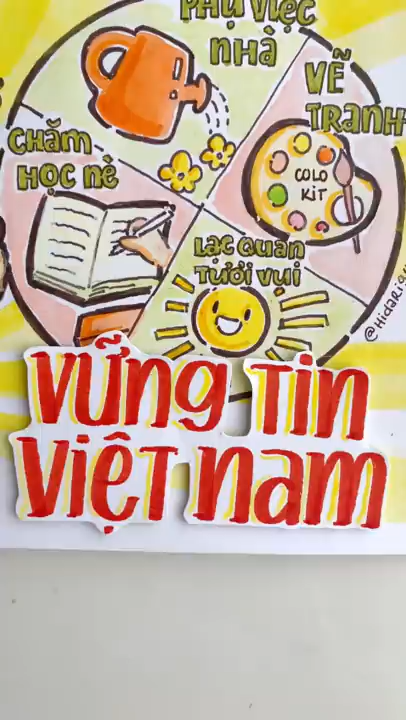 PHỤ VIỆC
NHÀ
VẼ
TRANH
CHĂM
HỌC NÈ
COLO
KIT
LẠC QUAN
TƯƠI VUI
VỮNG TIN
VIỆT NAM